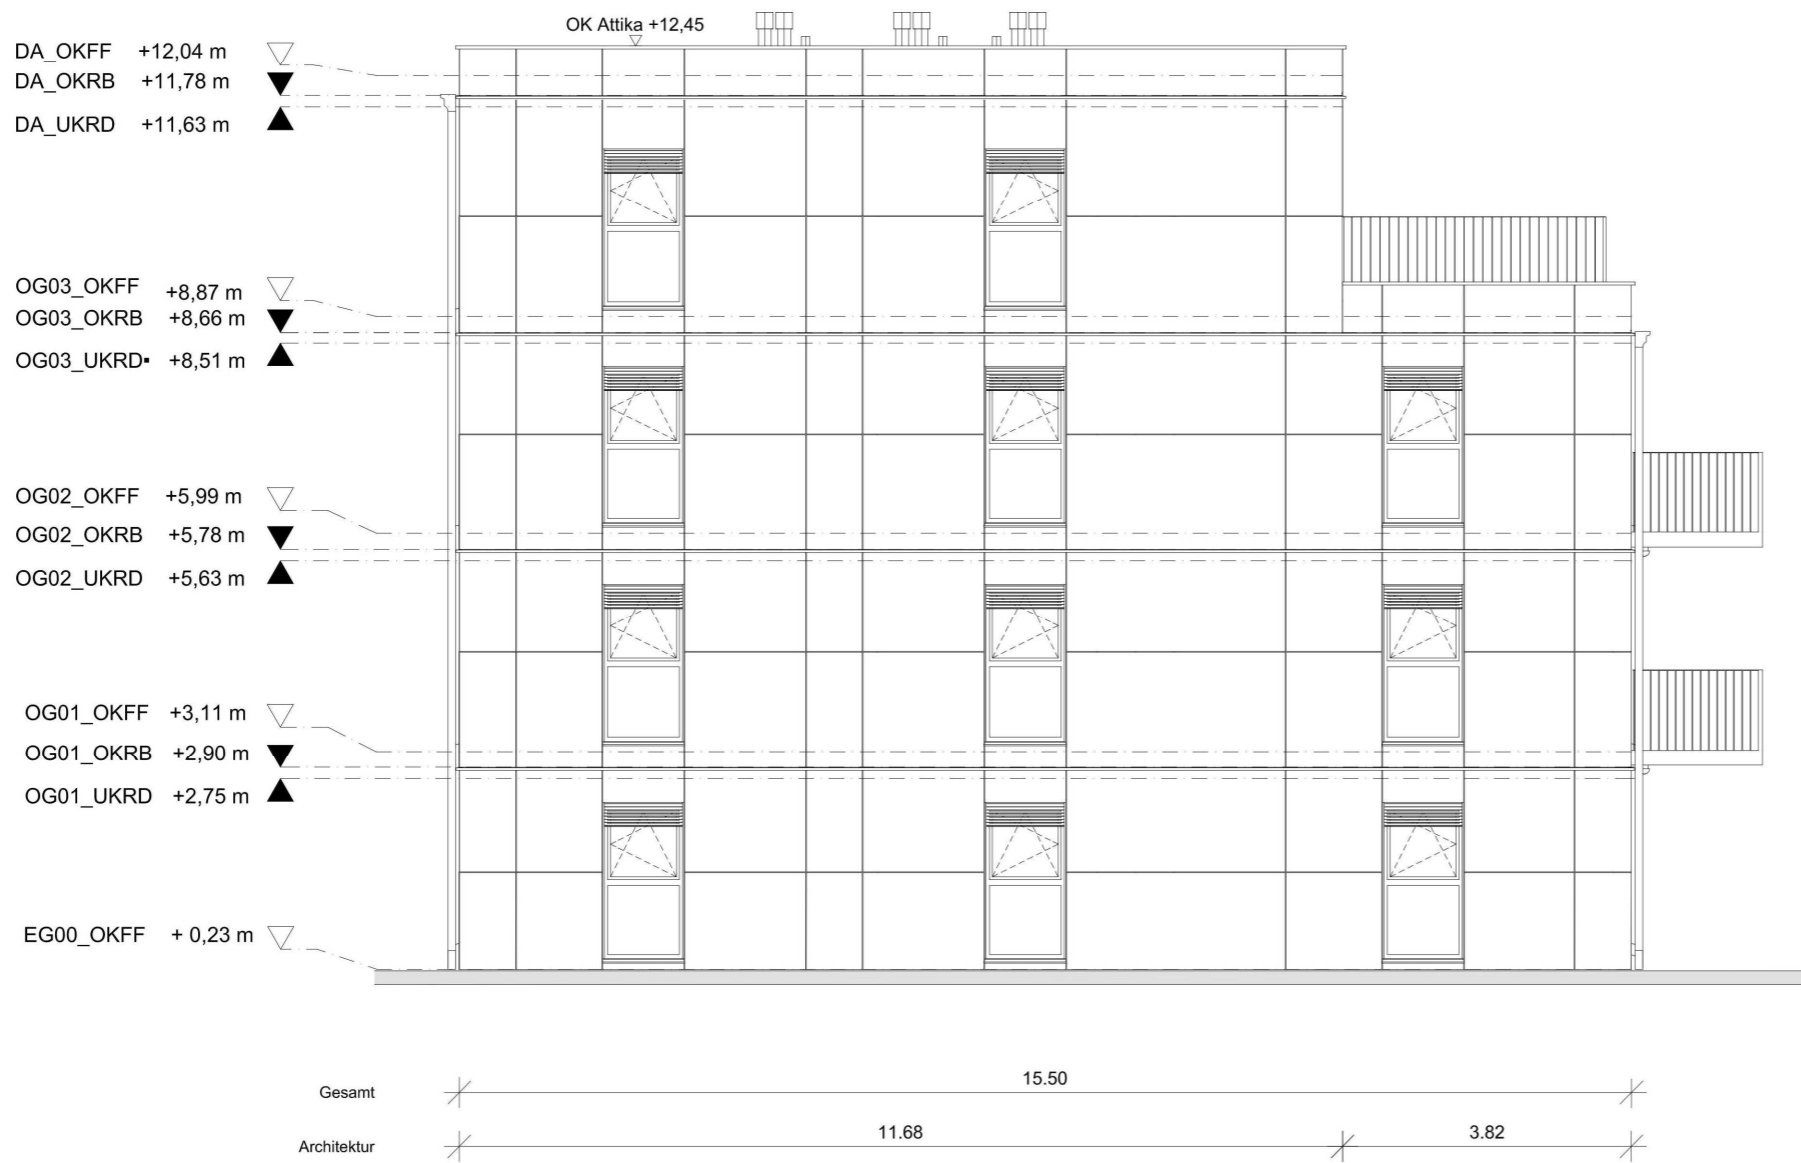 OK Attika +12,45
DA_OKFF +12,04 m
DA_OKRB +11,78 m
DA_UKRD +11,63 m
OG03_OKFF +8,87 m
OG03_OKRB +8,66 m
OG03_UKRD▪ +8,51 m
OG02_OKFF +5,99 m
OG02_OKRB +5,78 m
OG02_UKRD +5,63 m
OG01_OKFF +3,11 m
OG01_OKRB +2,90 m
OG01_UKRD +2,75 m
EG00_OKFF + 0,23 m
Gesamt 15.50
Architektur 11.68 3.82